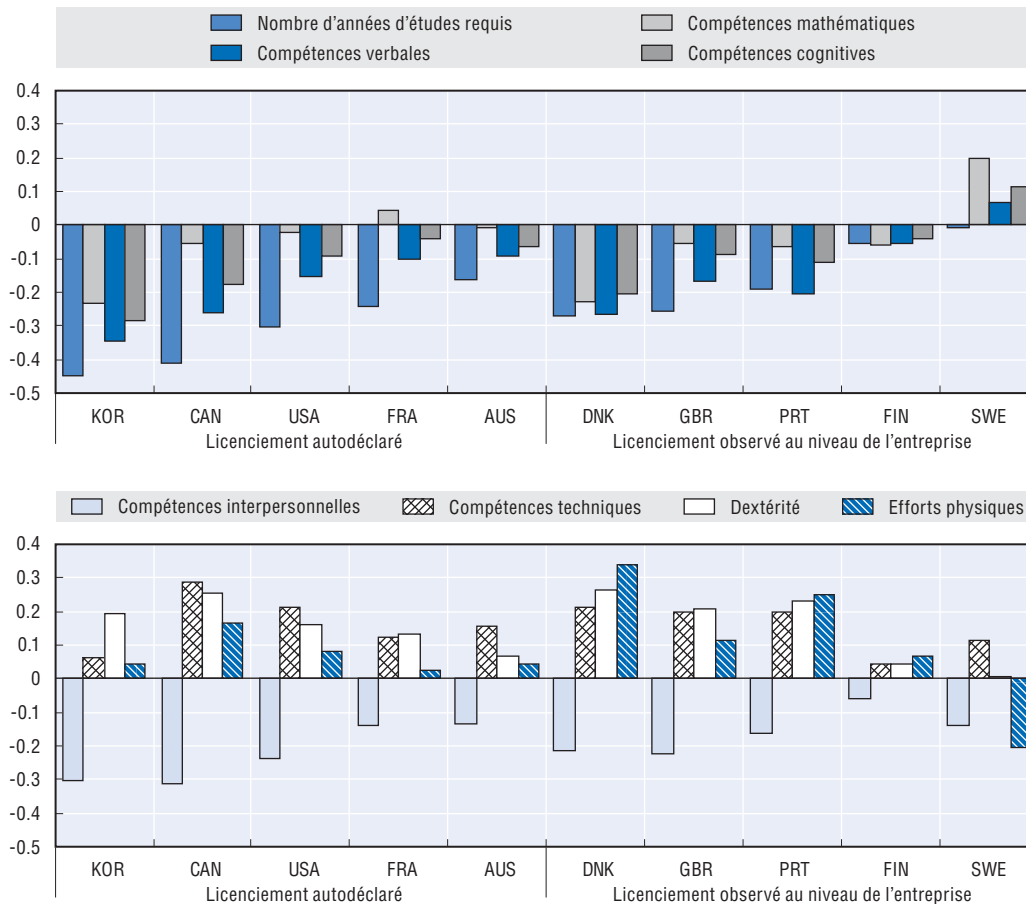 Nombre d'années d'études requis Compétences mathématiques
Compétences verbales Compétences cognitives
0.4
0.3
0.2
0.1
0
-0.1
-0.2
-0.3
-0.4
-0.5
KOR CAN USA FRA AUS DNK GBR PRT FIN SWE
Licenciement autodéclaré Licenciement observé au niveau de l'entreprise
Compétences interpersonnelles Compétences techniques Dextérité Efforts physiques
0.4
0.3
0.2
0.1
0
-0.1
-0.2
-0.3
-0.4
-0.5
KOR CAN USA FRA AUS DNK GBR PRT FIN SWE
Licenciement autodéclaré Licenciement observé au niveau de l'entreprise